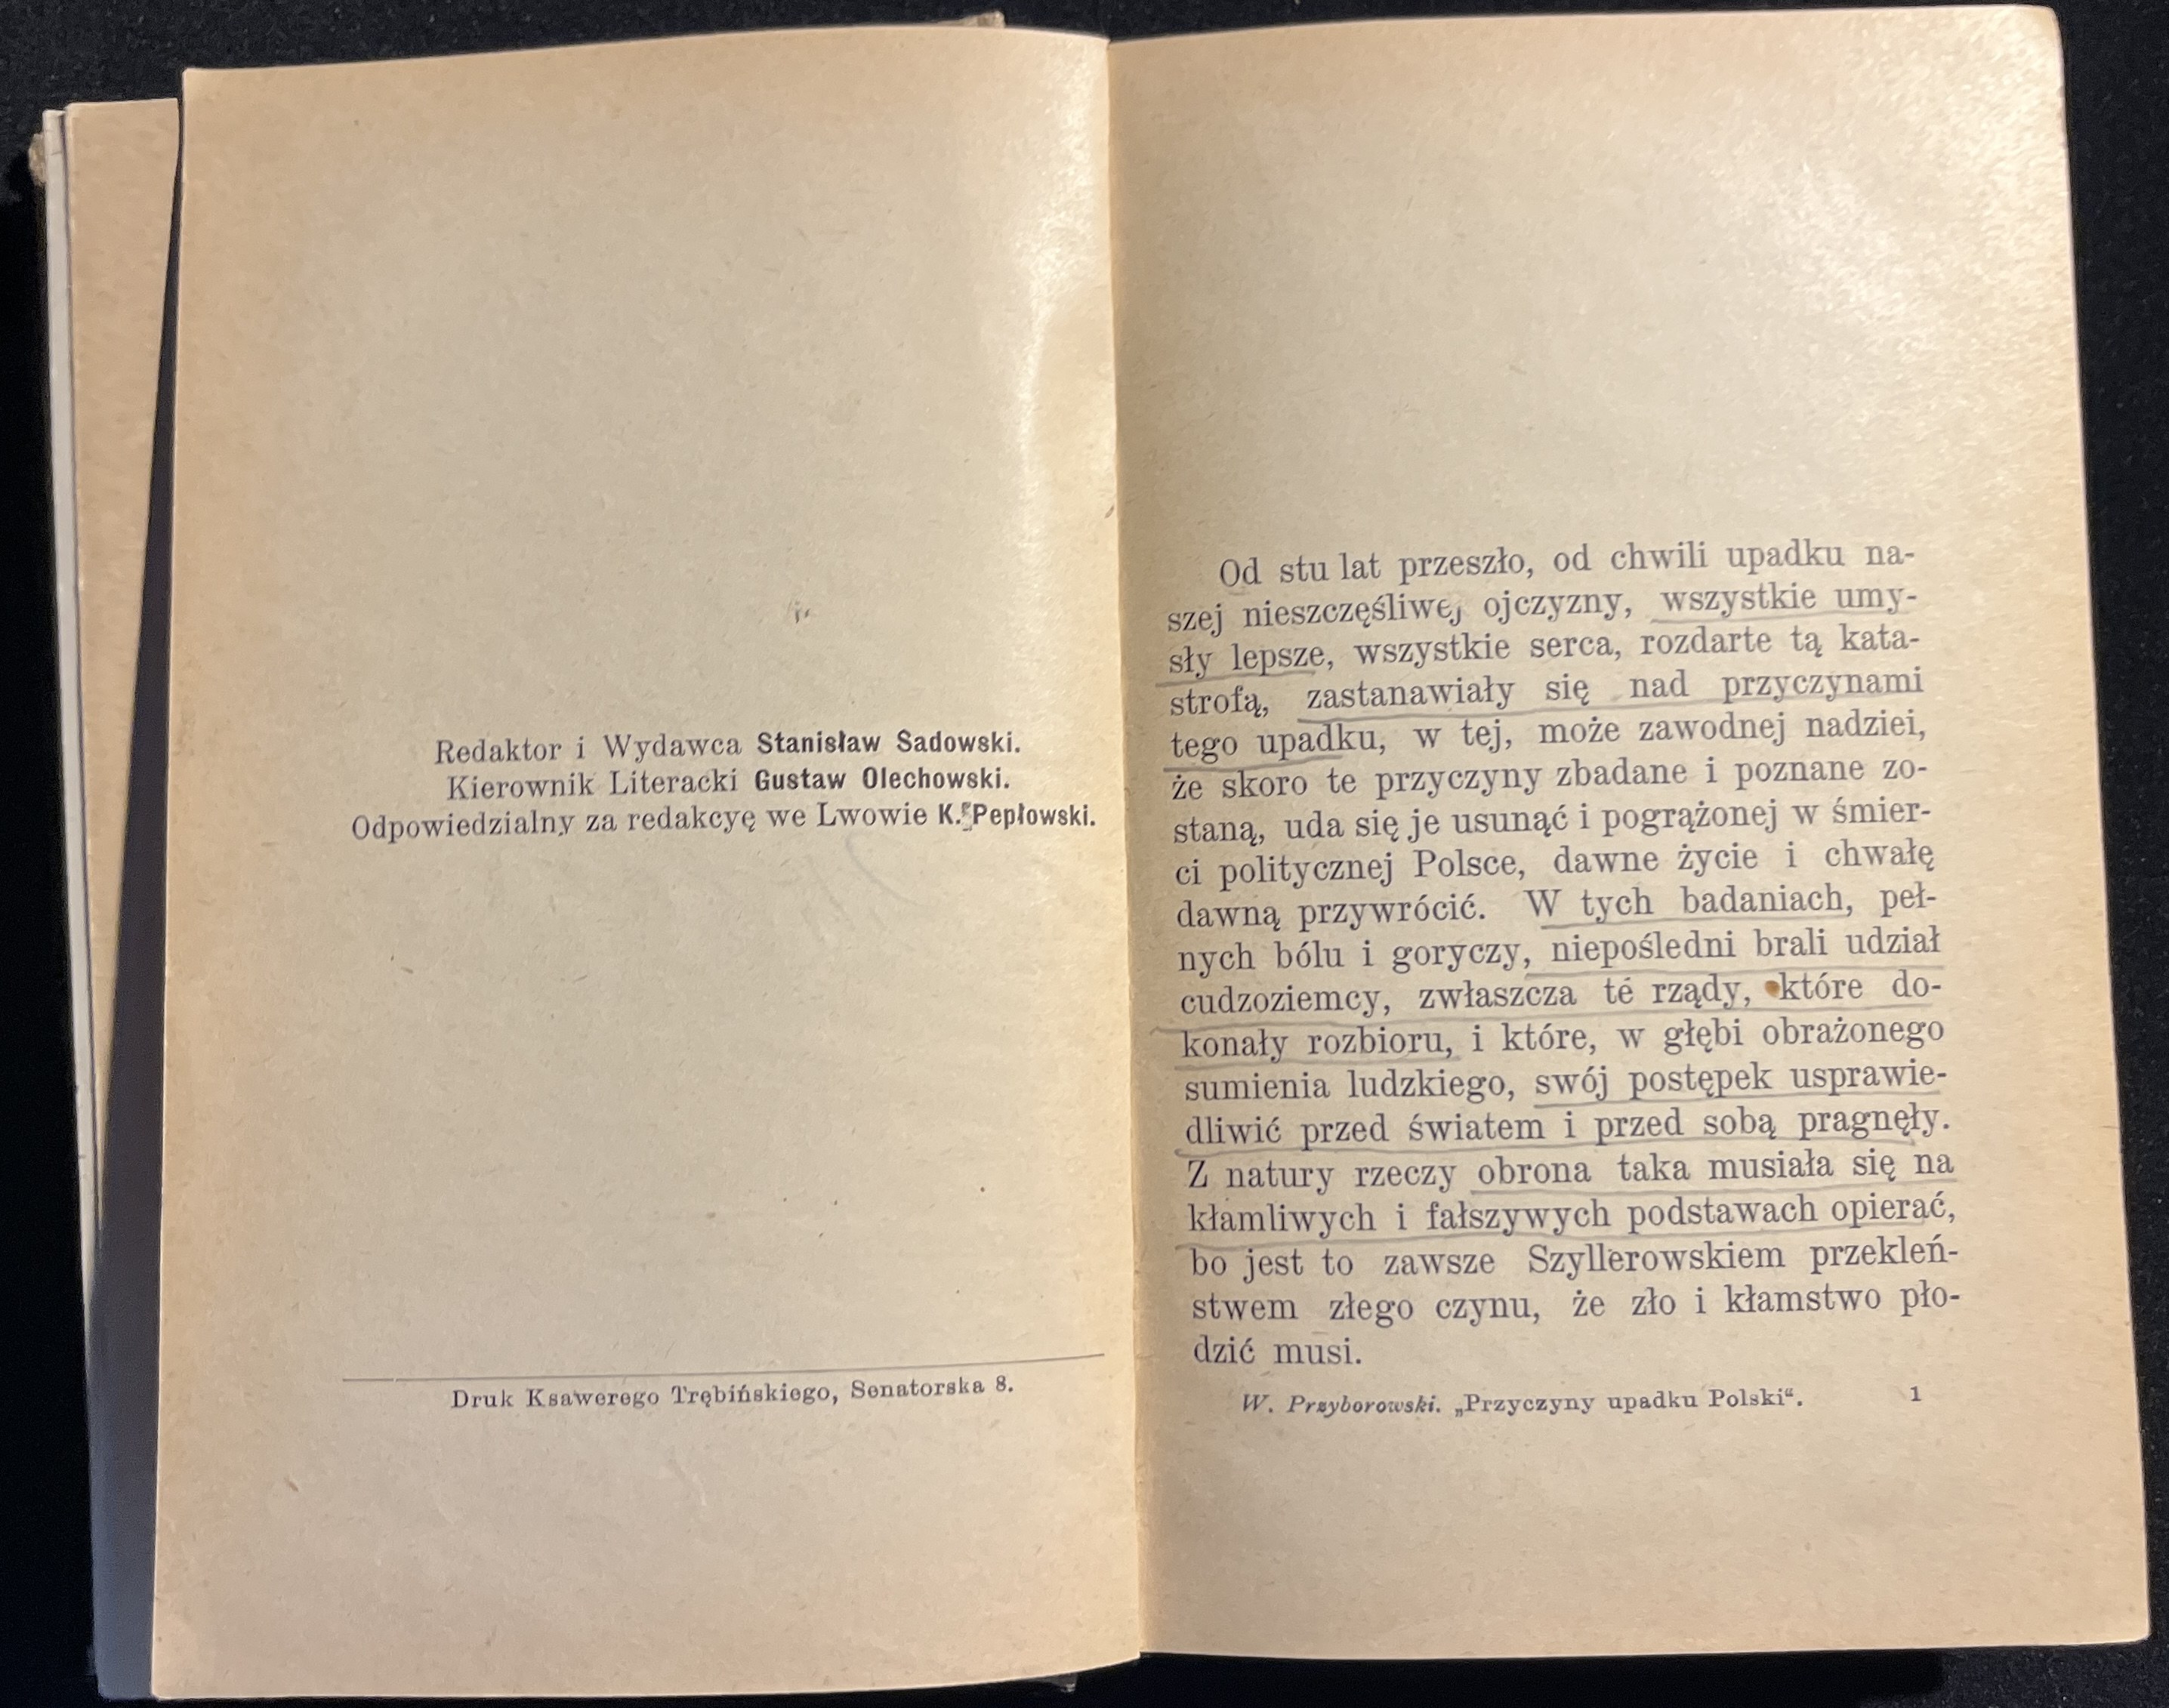 Redaktor i Wydawca Stanisław Sadowski.
Kierownik Literacki Gustaw Olechowski.
Odpowiedzialny za redakcyę we Lwowie K. Pepłowski.
Druk Ksawerego Trębińskiego, Senatorska 8.
Od stu lat przeszło, od chwili upadku na-
szej nieszczęśliwej ojczyzny, wszystkie umy-
sły lepsze, wszystkie serca, rozdarte tą kata-
strofą, zastanawiały się nad przyczynami
tego upadku, w tej, może zawodnej nadziei,
że skoro te przyczyny zbadane i poznane zo-
staną, uda się je usunąć i pogrążonej w śmier-
ci politycznej Polsce, dawne życie i chwałę
dawną przywrócić. W tych badaniach, peł-
nych bólu i goryczy, niepośledni brali udział
cudzoziemcy, zwłaszcza te rządy, które do-
konały rozbioru, i które, w głębi obrażonego
sumienia ludzkiego, swój postępek usprawie-
dliwić przed światem i przed sobą pragnęły.
Z natury rzeczy obrona taka musiała się na
kłamliwych i fałszywych podstawach opierać,
bo jest to zawsze Szyllerowskiem przekleń-
stwem złego czynu, że zło i kłamstwo pło-
dzić musi.
W. Przyborowski. „Przyczyny upadku Polski“. 1